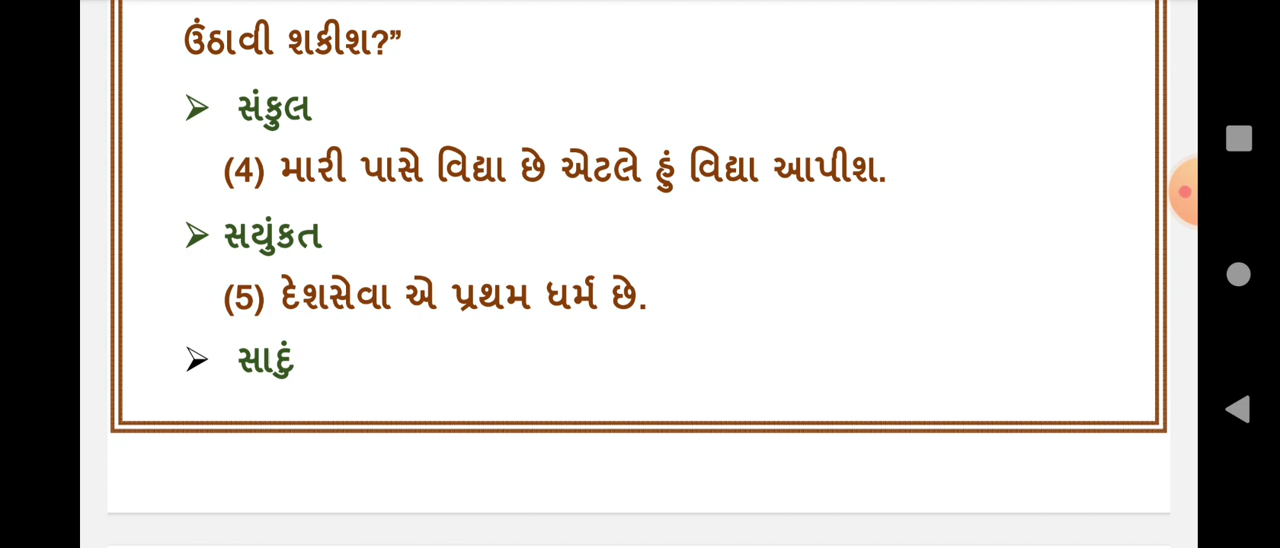 ઉંઠાવી શકીશ?”
➢ સંકુલ
(4) મારી પાસે વિદ્યા છે એટલે હું વિદ્યા આપીશ.
➢ સયુંકત
(5) દેશસેવા એ પ્રથમ ધર્મ છે.
➢ સાદું